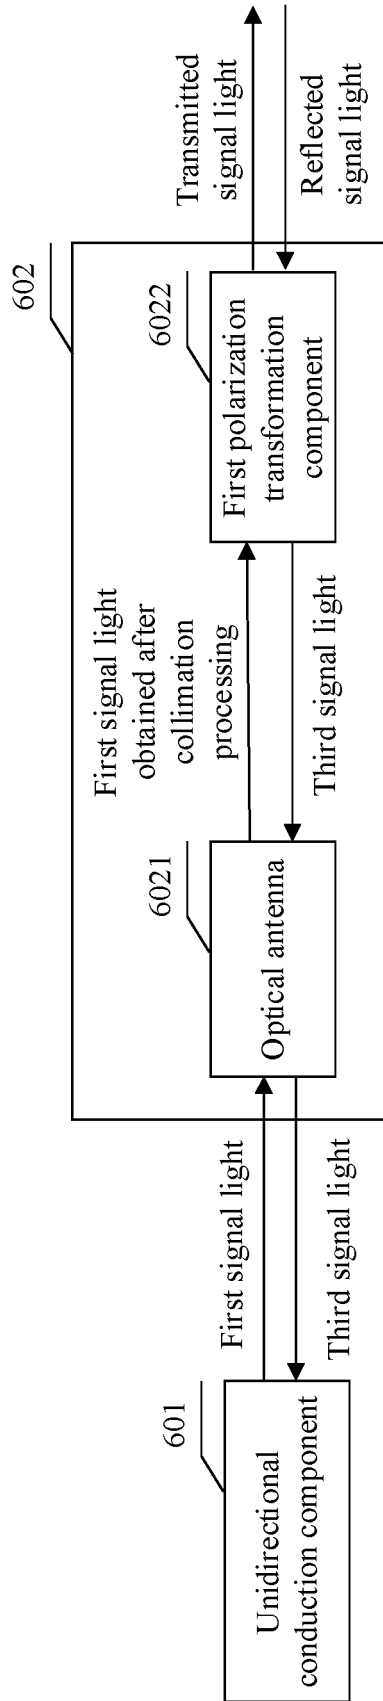 601
Unidirectional
conduction component
First signal light
Third signal light
602
6021
Optical antenna
First signal light
obtained after
collimation
processing
Third signal light
6022
First polarization
transformation
component
Transmitted
signal light
Reflected
signal light